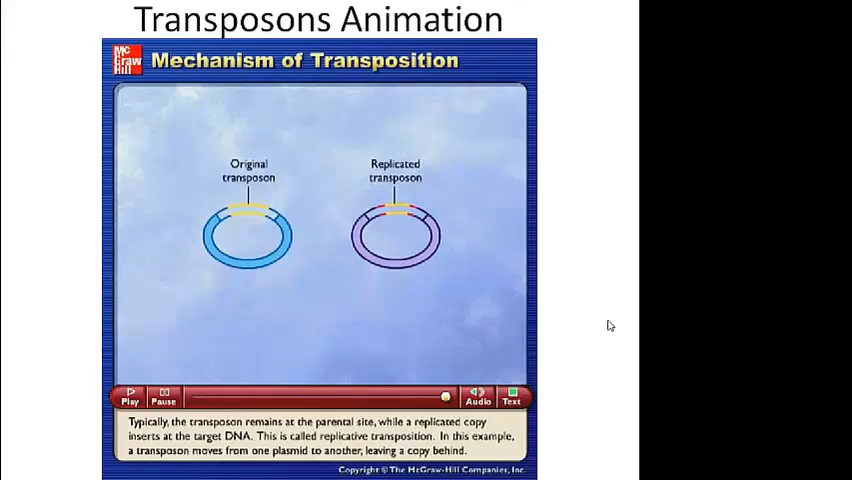 Transposons Animation
Mc
Graw
Hill
Mechanism of Transposition
Original
transposon
Replicated
transposon
Play
Pause
Audio
Text
Typically, the transposon remains at the parental site, while a replicated copy
inserts at the target DNA. This is called replicative transposition. In this example,
a transposon moves from one plasmid to another, leaving a copy behind.
Copyright © The McGraw-Hill Companies, Inc.